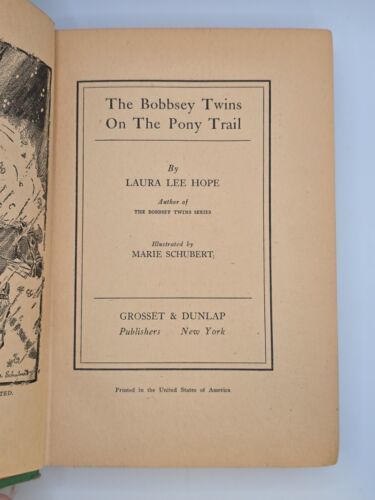 The Bobbsey Twins
On The Pony Trail
By
LAURA LEE HOPE
Author of
THE BOBBSEY TWINS SERIES
Illustrated by
MARIE SCHUBERT
GROSSET & DUNLAP
Publishers New York
Printed in the United States of America